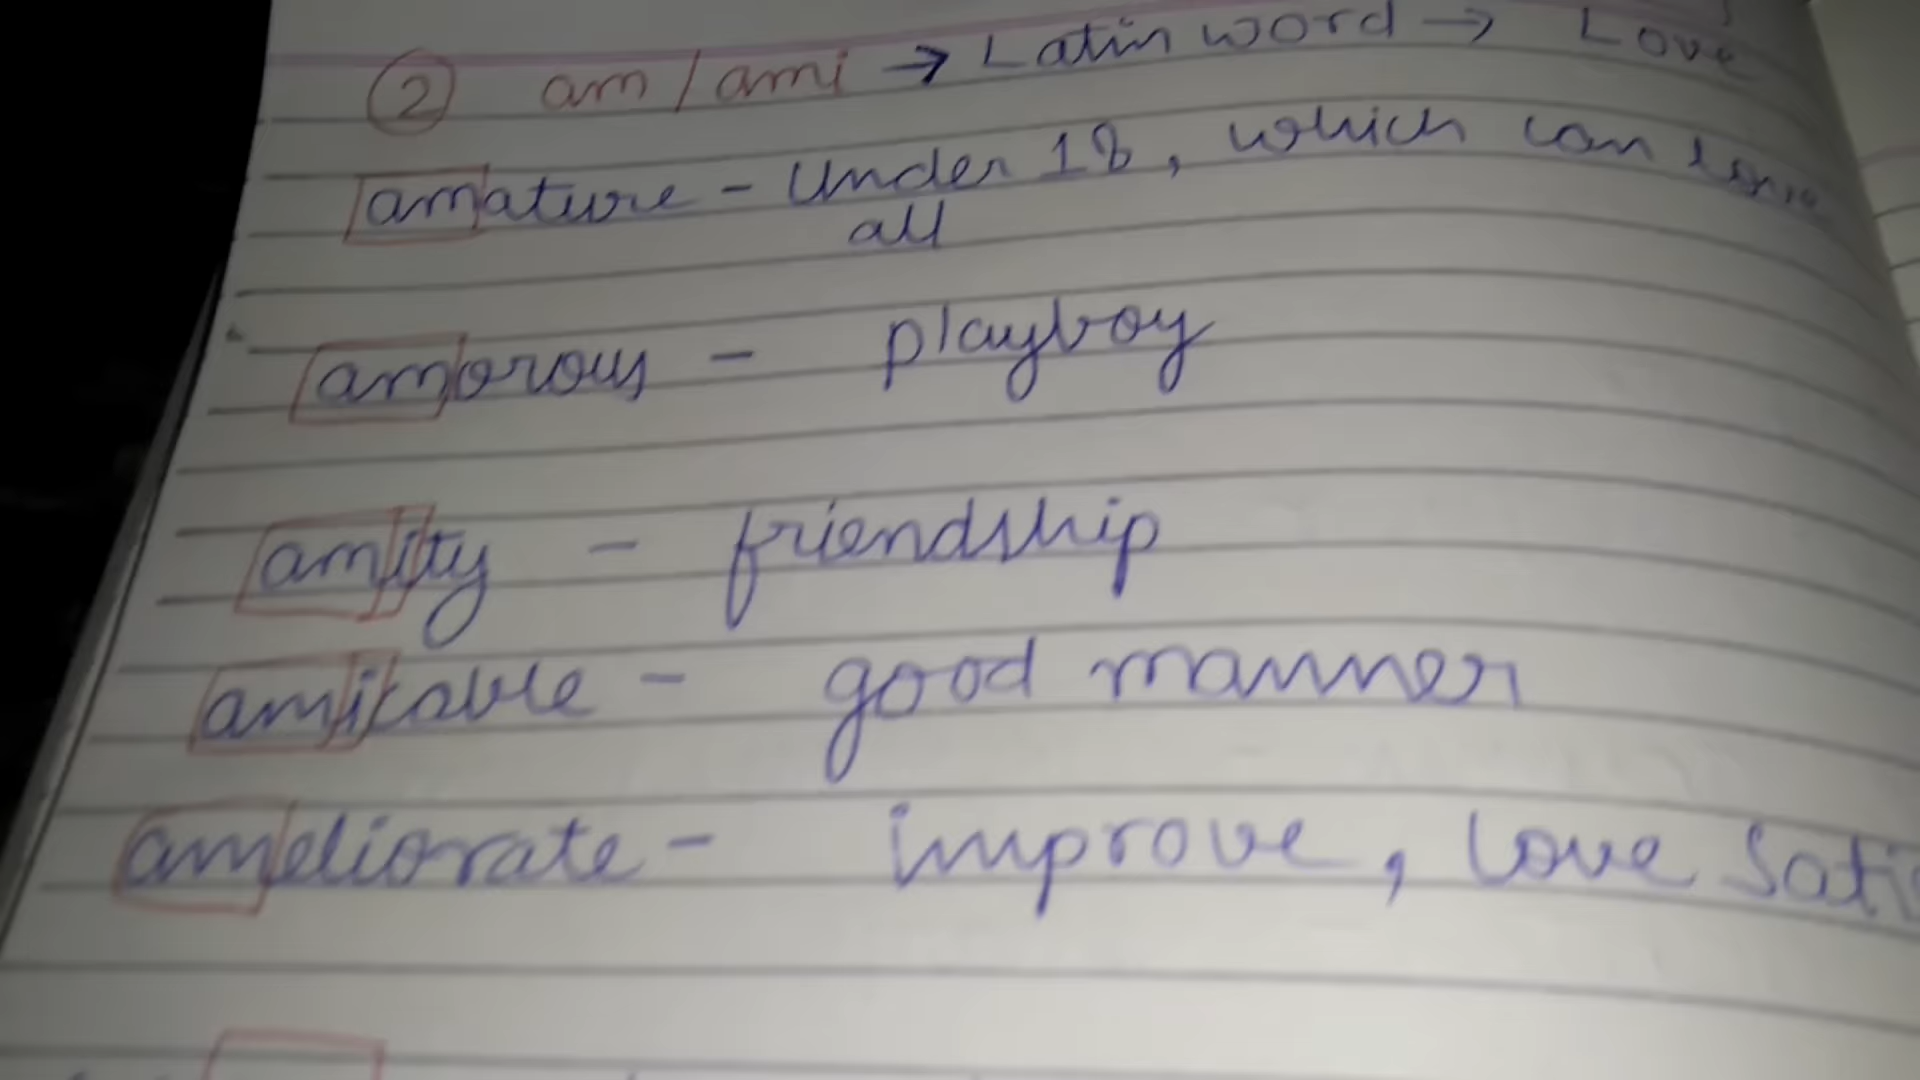 ② am / ami → Latin word → Love
amature - Under 18, which can love
all
amorous - playboy
amity - friendship
amicable - good manner
ameliorate - improve, love